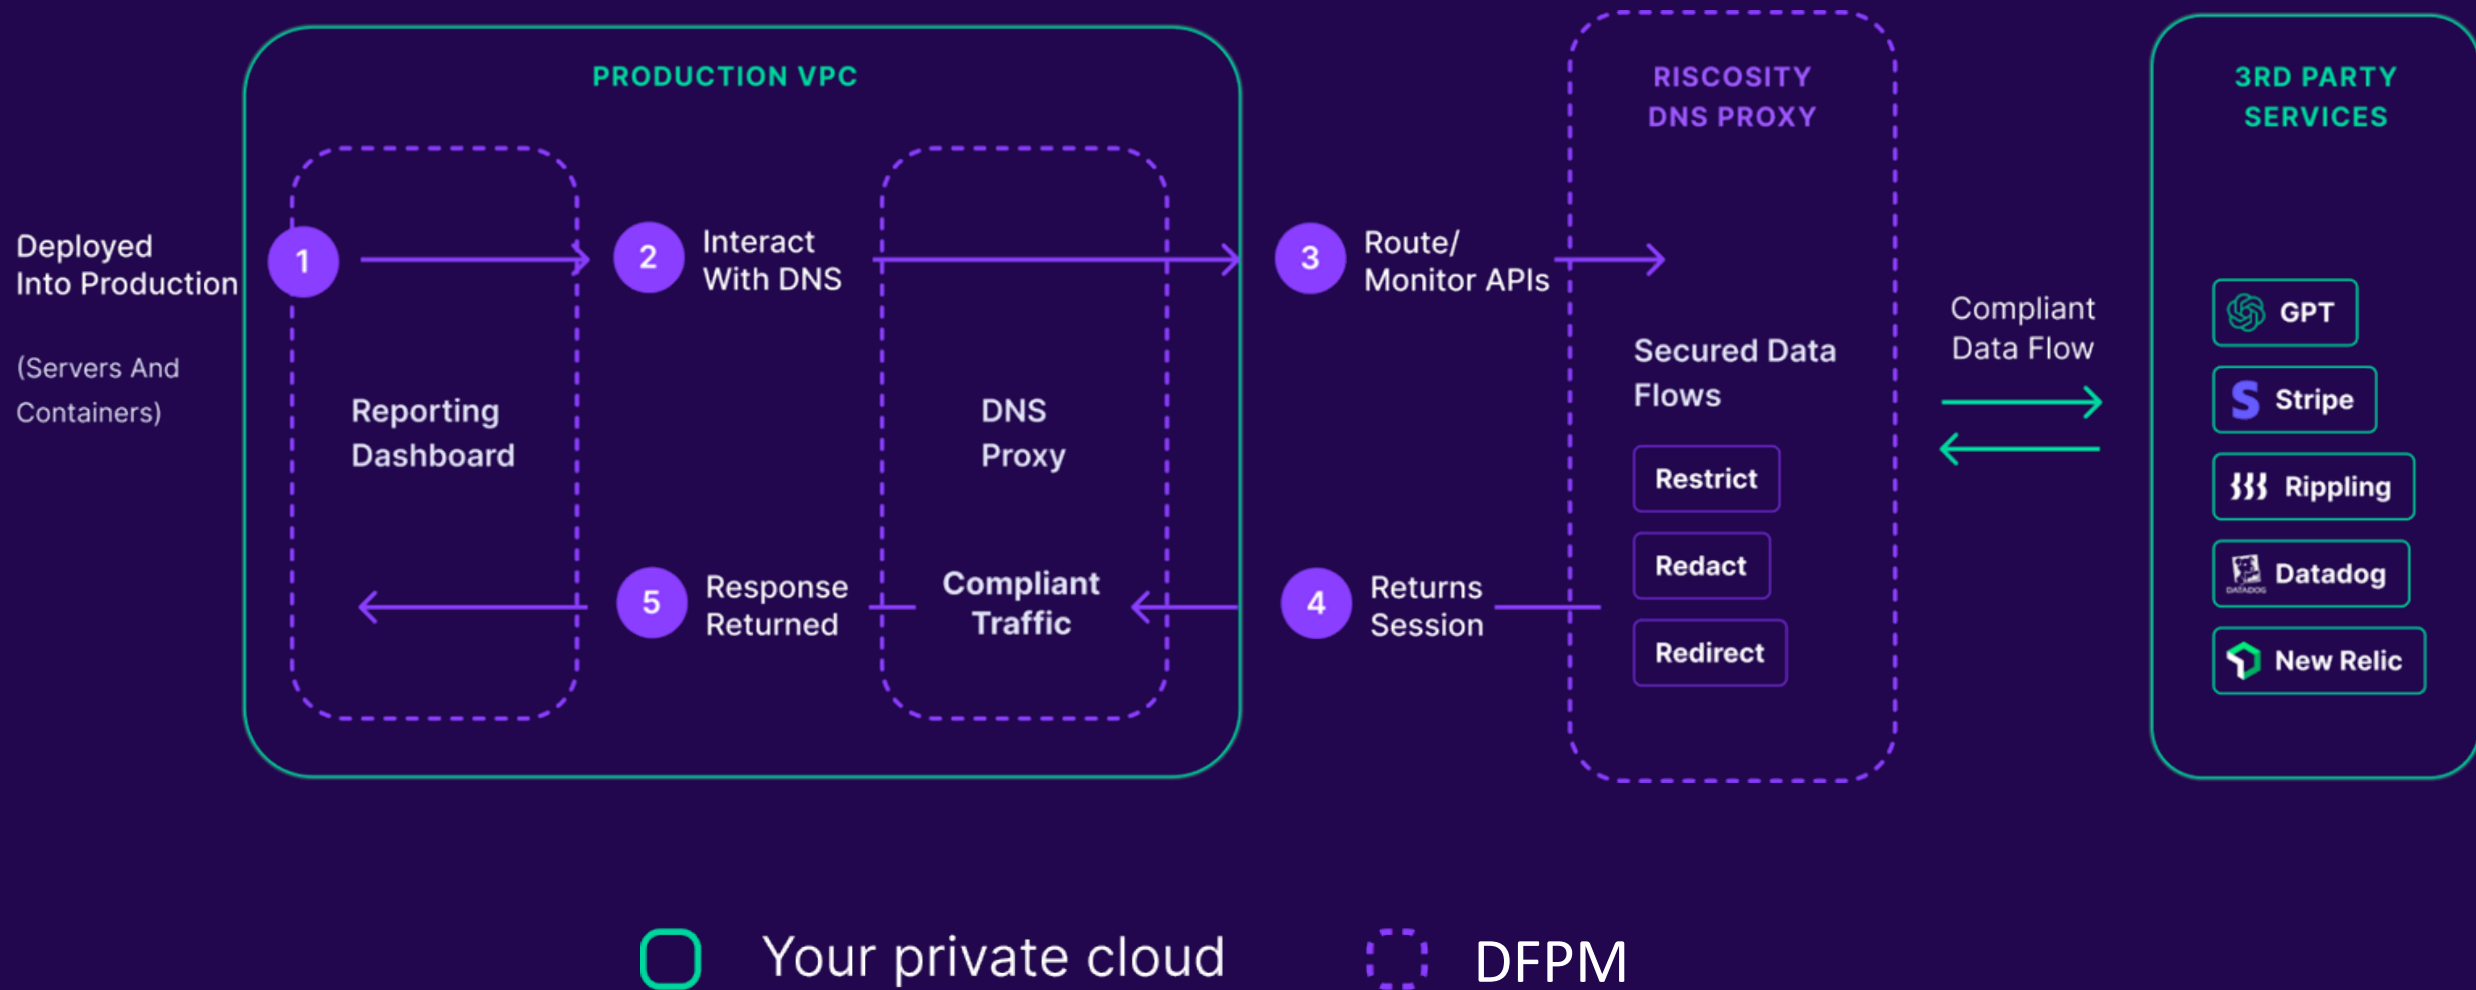 PRODUCTION VPC
RISCOSITY
DNS PROXY
3RD PARTY
SERVICES
Deployed
Into Production
(Servers And
Containers)
1
2
Interact
With DNS
3
Route/
Monitor APIs
Reporting
Dashboard
DNS
Proxy
Secured Data
Flows
Restrict
Redact
Redirect
Compliant
Data Flow
GPT
Stripe
Rippling
DATADOG
Datadog
New Relic
5
Response
Returned
Compliant
Traffic
4
Returns
Session
Your private cloud
DFPM